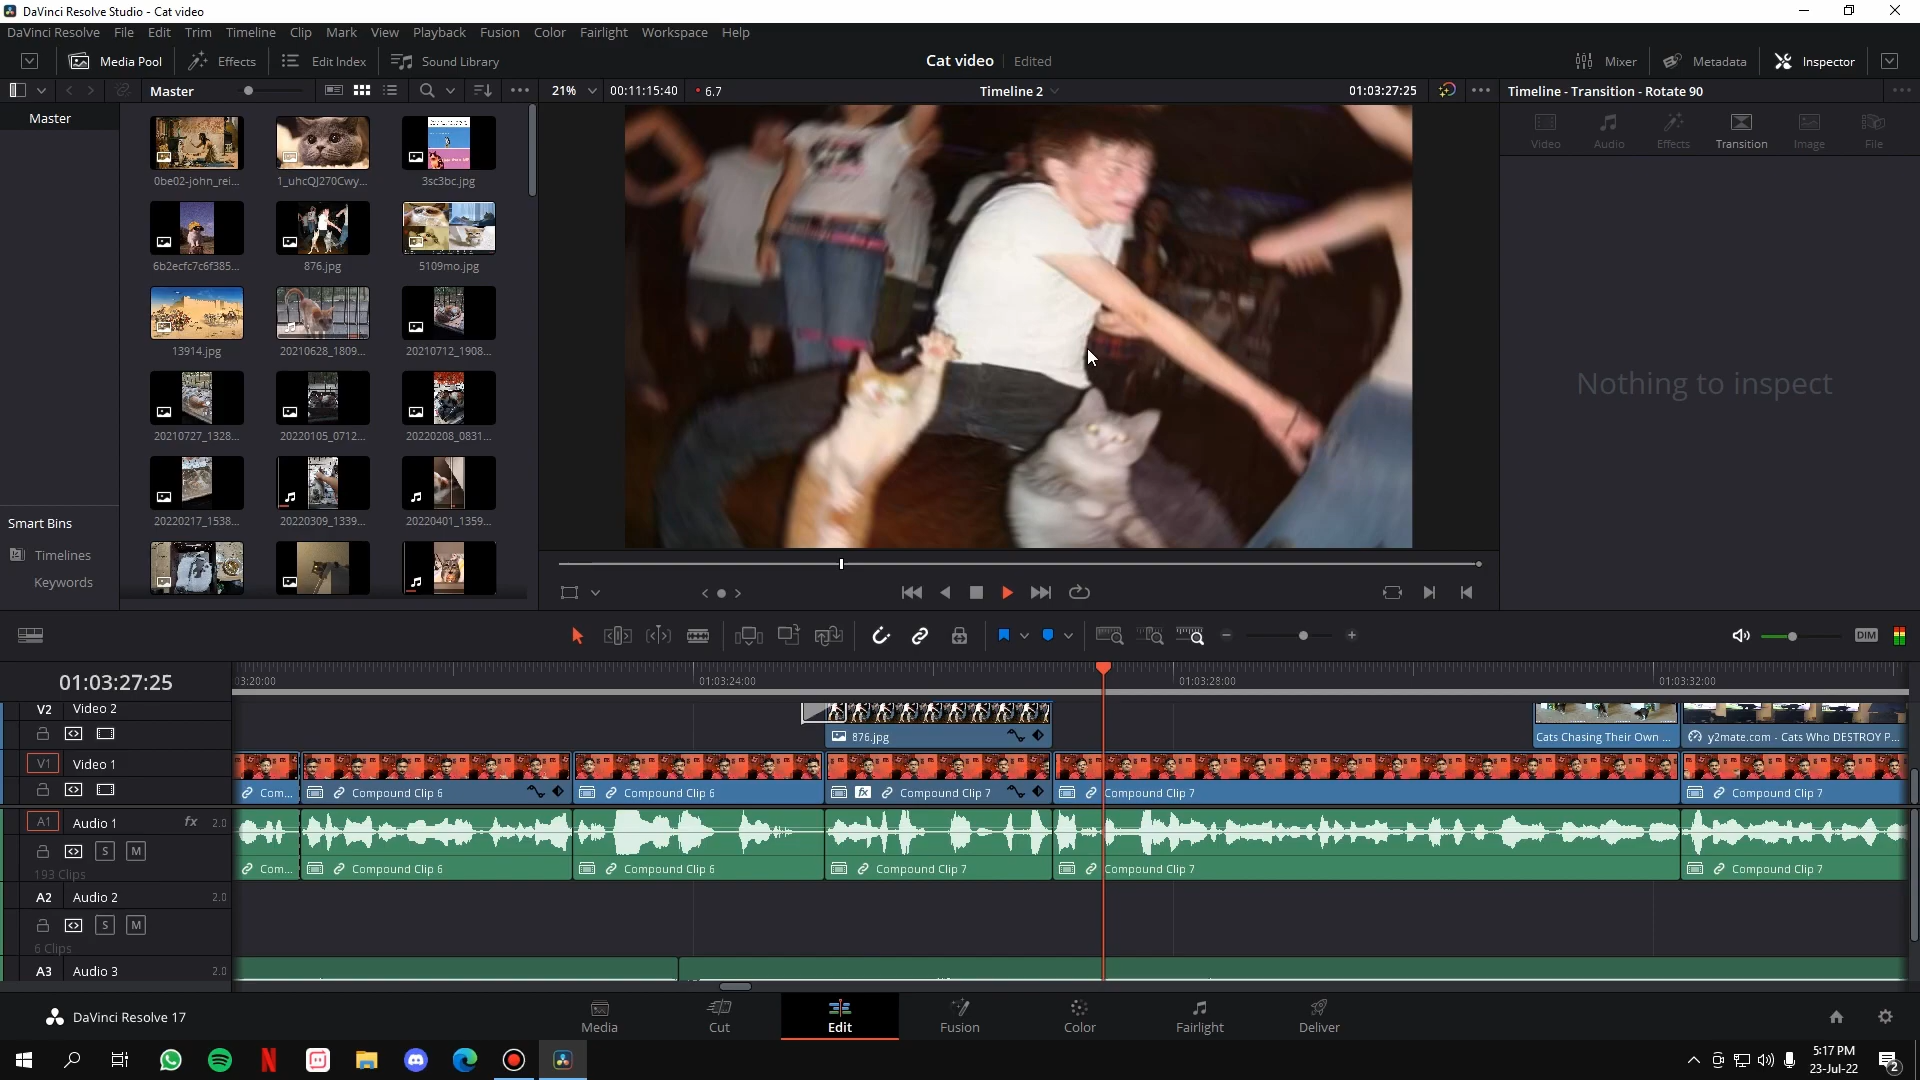 DaVinci Resolve Studio - Cat video
DaVinci Resolve File Edit Trim Timeline Clip Mark View Playback Fusion Color Fairlight Workspace Help
Media Pool Effects Edit Index Sound Library Cat video Edited Mixer Metadata Inspector
Master 21% 00:11:15:40 6.7 Timeline 2 01:03:27:25 Timeline - Transition - Rotate 90
Master
Video Audio Effects Transition Image File
0be02-john_rei... 1_uhcQJ270Cwy... 3sc3bc.jpg
6b2ecfc7c6f385... 876.jpg 5109mo.jpg
13914.jpg 20210628_1809... 20210712_1908...
Nothing to inspect
20210727_1328... 20220105_0712... 20220208_0831...
20220217_1538... 20220309_1339... 20220401_1359...
Smart Bins
Timelines
Keywords
DIM
01:03:27:25 03:20:00 01:03:24:00 01:03:28:00 01:03:32:00
V2 Video 2
876.jpg Cats Chasing Their Own ... y2mate.com - Cats Who DESTROY P...
V1 Video 1
Com... Compound Clip 6 Compound Clip 6 fx Compound Clip 7 Compound Clip 7 Compound Clip 7
A1 Audio 1 fx 2.0
S M
193 Clips Com... Compound Clip 6 Compound Clip 6 Compound Clip 7 Compound Clip 7 Compound Clip 7
A2 Audio 2 2.0
S M
6 Clips
A3 Audio 3 2.0
DaVinci Resolve 17 Media Cut Edit Fusion Color Fairlight Deliver
5:17 PM
23-Jul-22
2